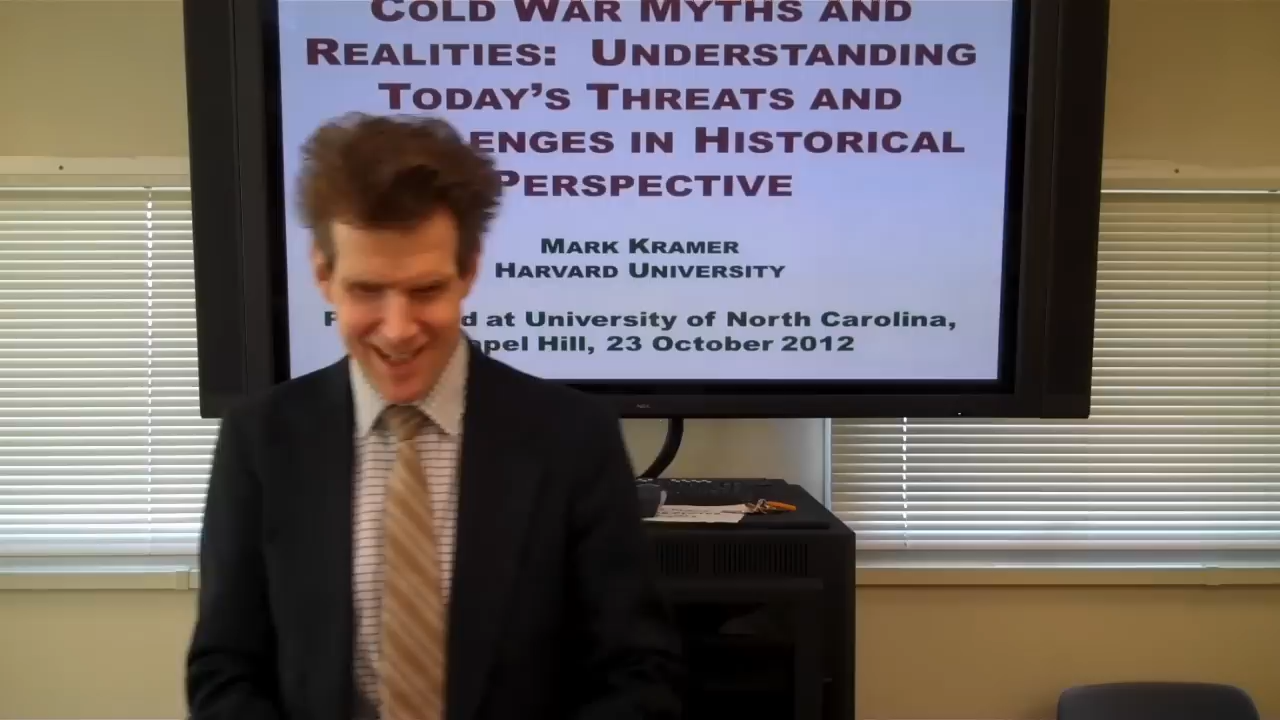 COLD WAR MYTHS AND
REALITIES: UNDERSTANDING
TODAY'S THREATS AND
ENGES IN HISTORICAL
PERSPECTIVE
MARK KRAMER
HARVARD UNIVERSITY
d at University of North Carolina,
apel Hill, 23 October 2012